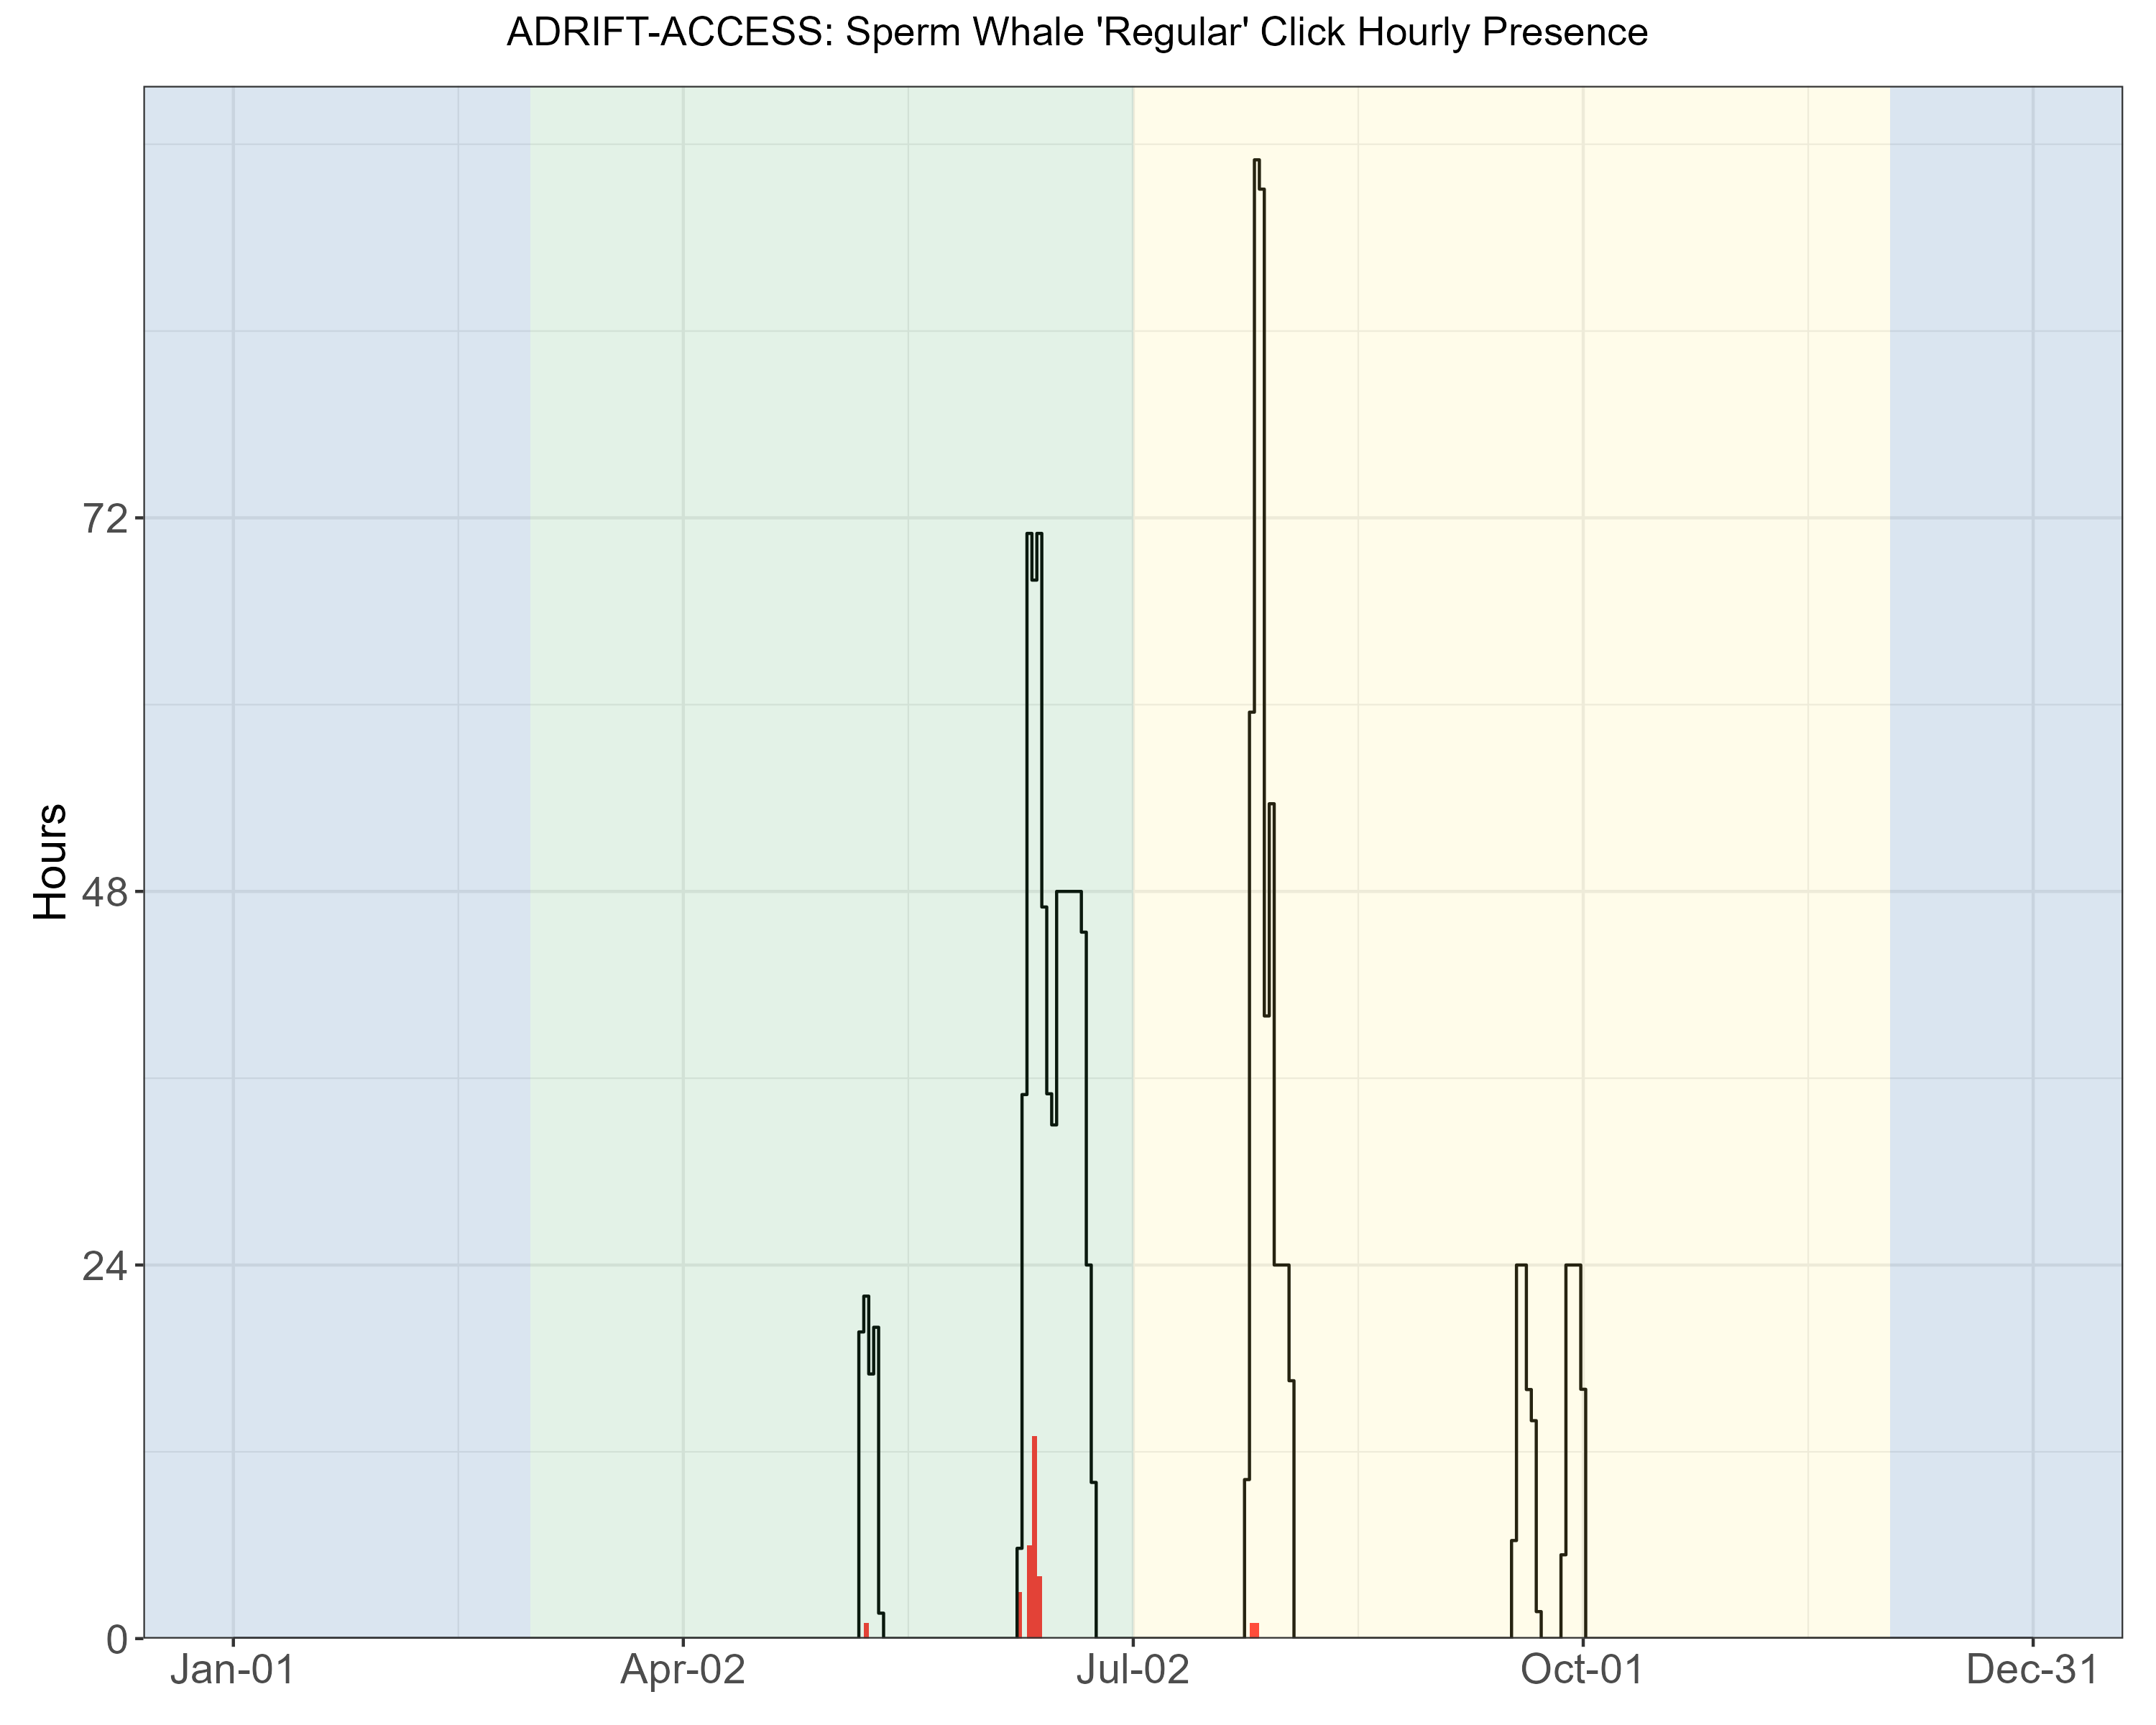 ADRIFT-ACCESS: Sperm Whale 'Regular' Click Hourly Presence
Hours
72
48
24
0
Jan-01 Apr-02 Jul-02 Oct-01 Dec-31